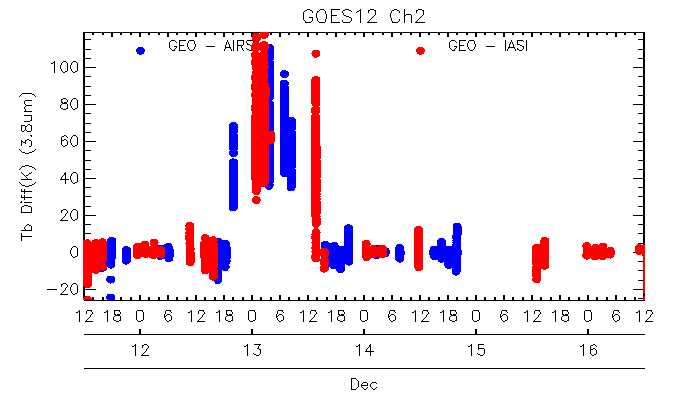 GOES12 Ch2
GEO - AIRS
GEO - IASI
Tb Diff(K) (3.8um)
100
80
60
40
20
0
-20
12 18 0 6 12 18 0 6 12 18 0 6 12 18 0 6 12 18 0 6 12
12 13 14 15 16
Dec